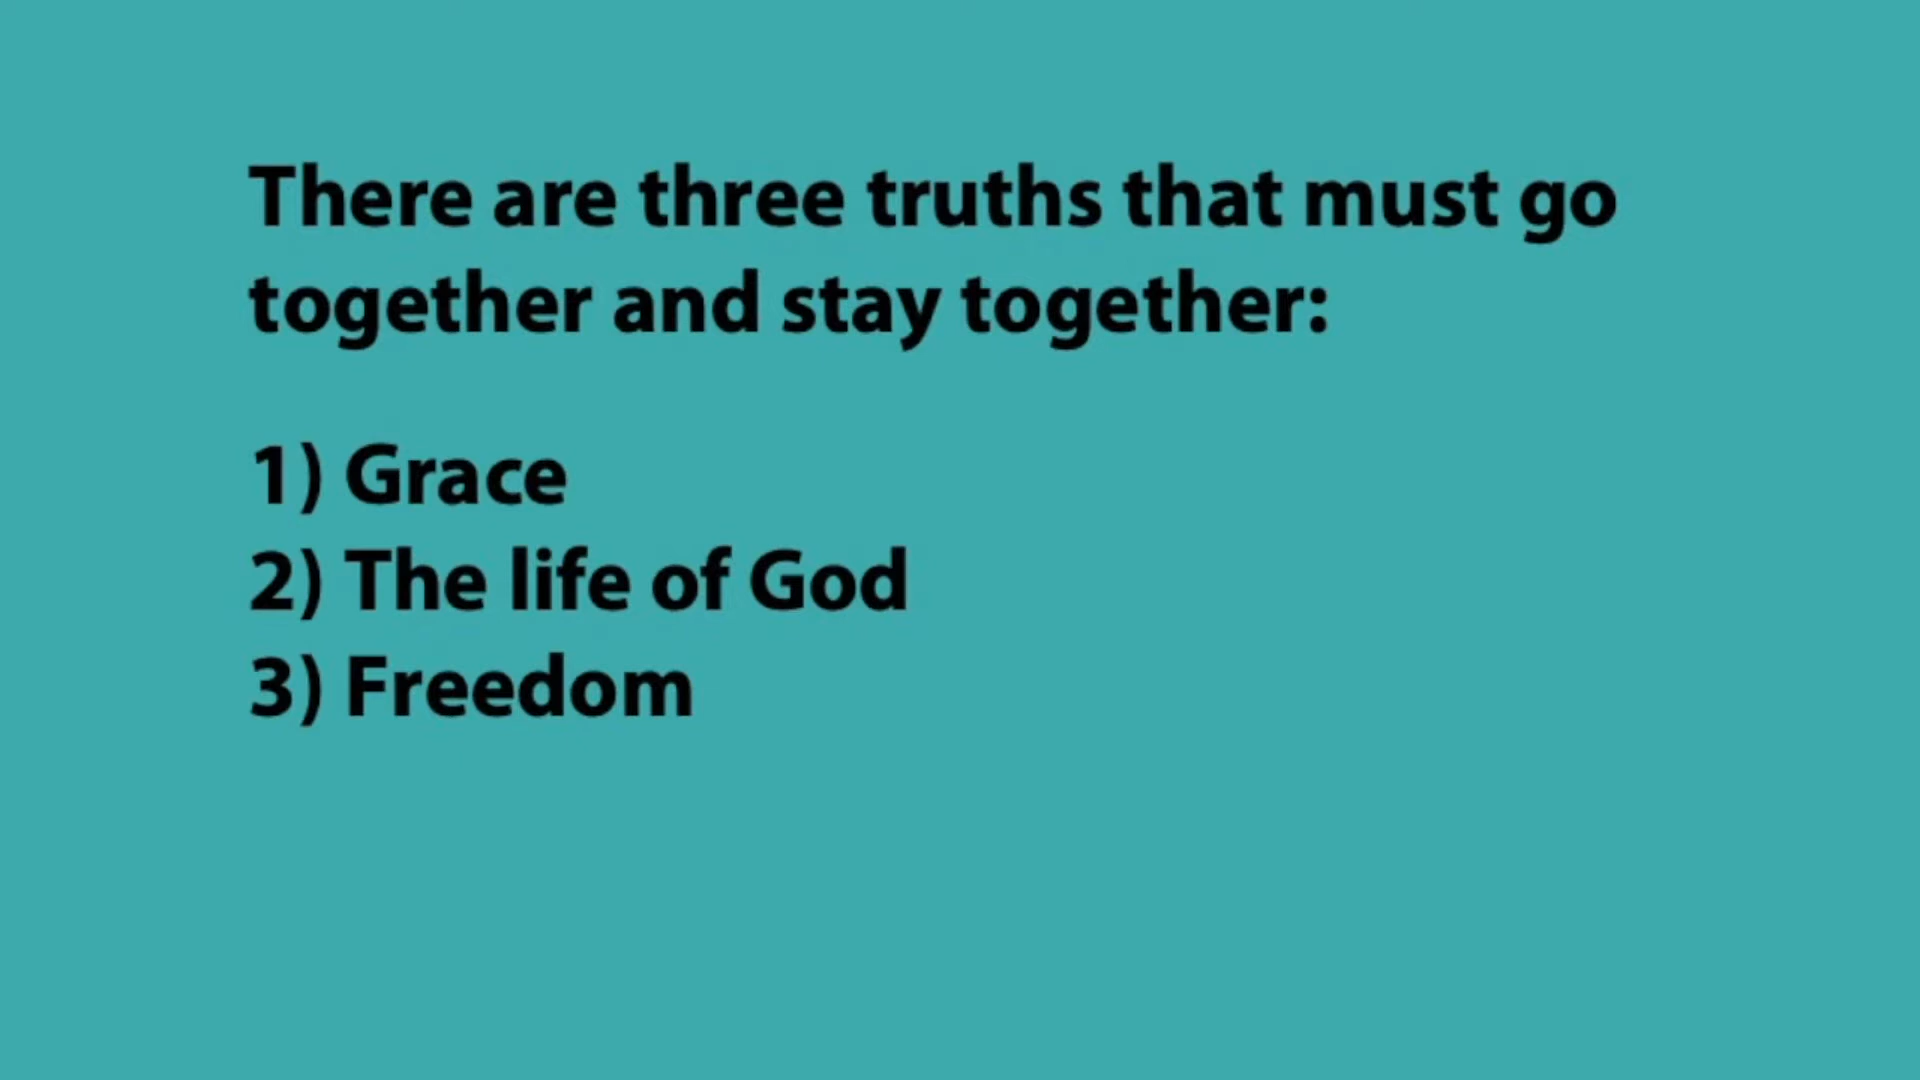 There are three truths that must go
together and stay together:
1) Grace
2) The life of God
3) Freedom